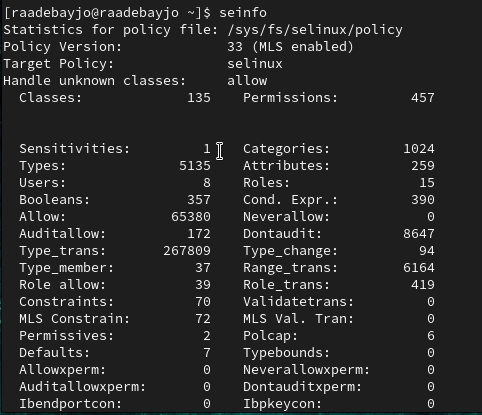 [raadebayjo@raadebayjo ~]$ seinfo
Statistics for policy file: /sys/fs/selinux/policy
Policy Version:             33 (MLS enabled)
Target Policy:              selinux
Handle unknown classes:     allow
  Classes:             135    Permissions:         457
  Sensitivities:         1    Categories:         1024
  Types:              5135    Attributes:          259
  Users:                 8    Roles:                15
  Booleans:            357    Cond. Expr.:         390
  Allow:             65380    Neverallow:            0
  Auditallow:          172    Dontaudit:          8647
  Type_trans:       267809    Type_change:          94
  Type_member:          37    Range_trans:        6164
  Role allow:           39    Role_trans:          419
  Constraints:          70    Validatetrans:         0
  MLS Constrain:        72    MLS Val. Tran:         0
  Permissives:           2    Polcap:                6
  Defaults:              7    Typebounds:            0
  Allowxperm:            0    Neverallowxperm:       0
  Auditallowxperm:       0    Dontauditxperm:        0
  Ibendportcon:          0    Ibpkeycon:             0